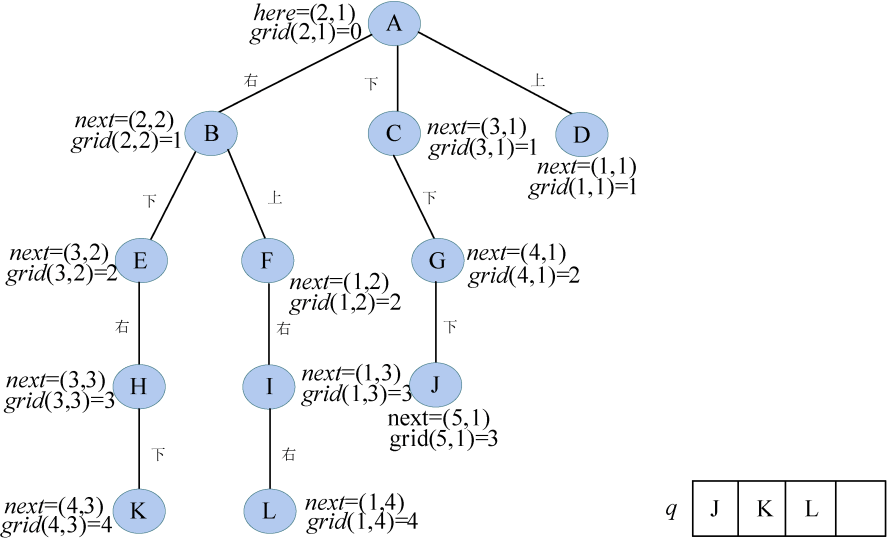 here=(2,1)
grid(2,1)=0
A
右
下
上
next=(2,2)
grid(2,2)=1
B
C
next=(3,1)
grid(3,1)=1
D
next=(1,1)
grid(1,1)=1
下
上
下
next=(3,2)
grid(3,2)=2
E
F
next=(1,2)
grid(1,2)=2
G
next=(4,1)
grid(4,1)=2
右
右
下
next=(3,3)
grid(3,3)=3
H
I
next=(1,3)
grid(1,3)=3
J
next=(5,1)
grid(5,1)=3
下
右
next=(4,3)
grid(4,3)=4
K
L
next=(1,4)
grid(1,4)=4
q J K L